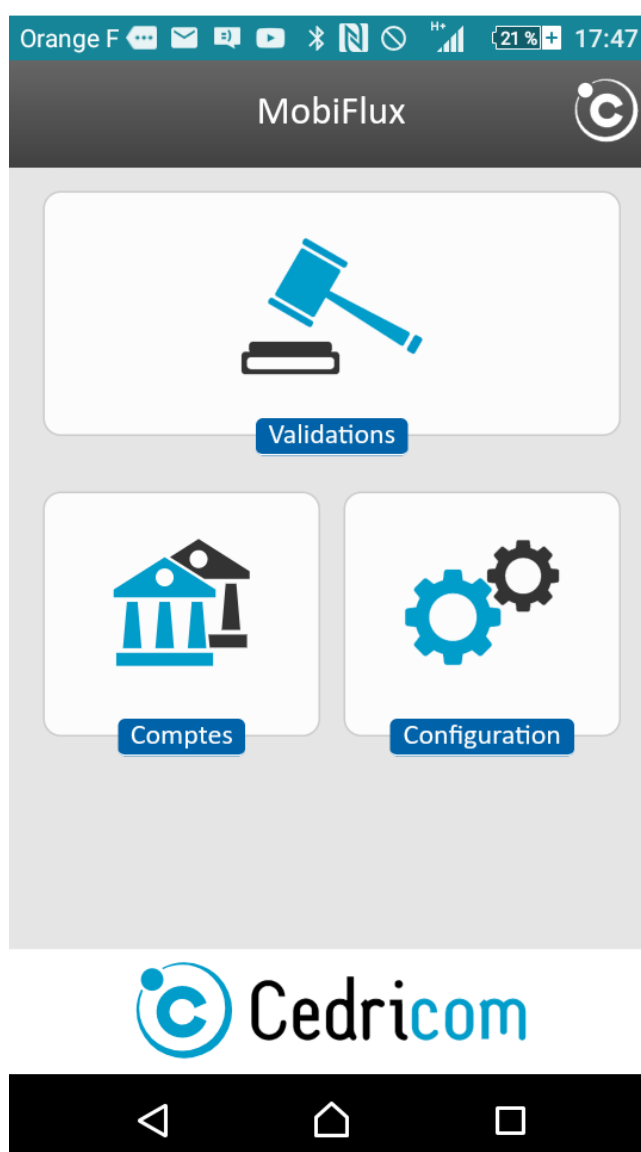 Orange F H+ 21 % 17:47
MobiFlux
Validations
Comptes
Configuration
Cedricom